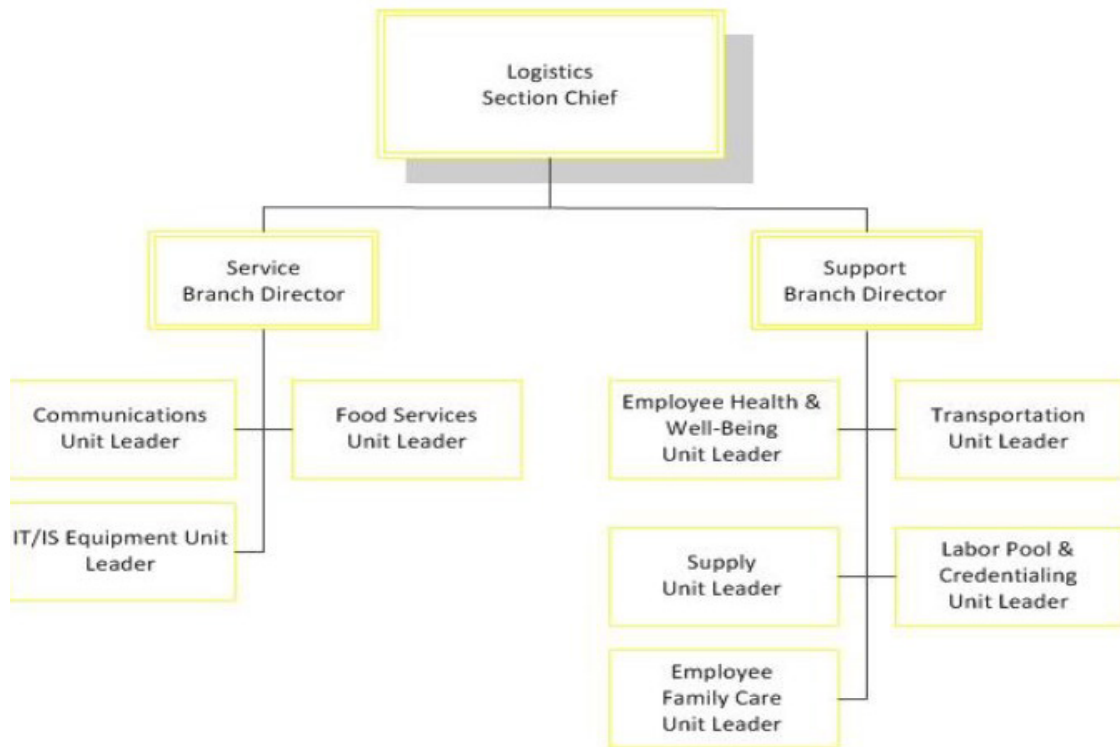 Logistics
Section Chief
Service
Branch Director
Support
Branch Director
Communications
Unit Leader
Food Services
Unit Leader
Employee Health &
Well-Being
Unit Leader
Transportation
Unit Leader
IT/IS Equipment Unit
Leader
Supply
Unit Leader
Labor Pool &
Credentialing
Unit Leader
Employee
Family Care
Unit Leader